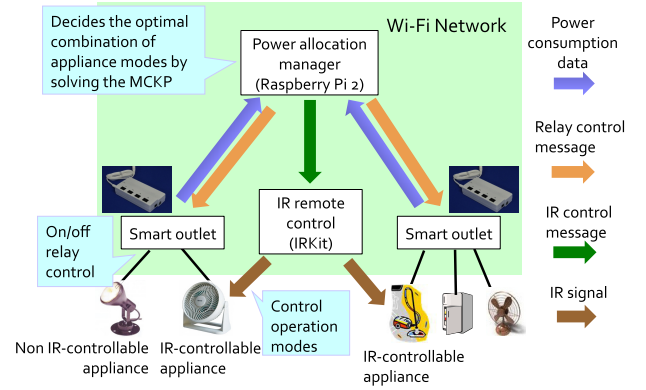 Decides the optimal
combination of
appliance modes by
solving the MCKP
Wi-Fi Network
Power allocation
manager
(Raspberry Pi 2)
Power
consumption
data
Relay control
message
IR control
message
IR signal
IR remote
control
(IRKit)
Smart outlet
Smart outlet
On/off
relay
control
Control
operation
modes
Non IR-controllable
appliance
IR-controllable
appliance
IR-controllable
appliance